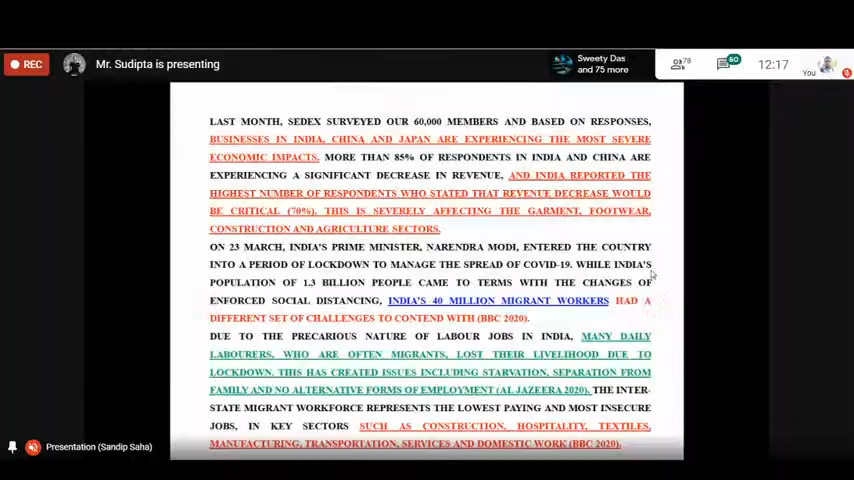 REC
Mr. Sudipta is presenting
Sweety Das
and 75 more
78
60
12:17
You
LAST MONTH, SEDEX SURVEYED OUR 60,000 MEMBERS AND BASED ON RESPONSES,
BUSINESSES IN INDIA, CHINA AND JAPAN ARE EXPERIENCING THE MOST SEVERE
ECONOMIC IMPACTS. MORE THAN 85% OF RESPONDENTS IN INDIA AND CHINA ARE
EXPERIENCING A SIGNIFICANT DECREASE IN REVENUE, AND INDIA REPORTED THE
HIGHEST NUMBER OF RESPONDENTS WHO STATED THAT REVENUE DECREASE WOULD
BE CRITICAL (70%). THIS IS SEVERELY AFFECTING THE GARMENT, FOOTWEAR,
CONSTRUCTION AND AGRICULTURE SECTORS.
ON 23 MARCH, INDIA'S PRIME MINISTER, NARENDRA MODI, ENTERED THE COUNTRY
INTO A PERIOD OF LOCKDOWN TO MANAGE THE SPREAD OF COVID-19. WHILE INDIA'S
POPULATION OF 1.3 BILLION PEOPLE CAME TO TERMS WITH THE CHANGES OF
ENFORCED SOCIAL DISTANCING, INDIA'S 40 MILLION MIGRANT WORKERS HAD A
DIFFERENT SET OF CHALLENGES TO CONTEND WITH (BBC 2020).
DUE TO THE PRECARIOUS NATURE OF LABOUR JOBS IN INDIA, MANY DAILY
LABOURERS, WHO ARE OFTEN MIGRANTS, LOST THEIR LIVELIHOOD DUE TO
LOCKDOWN. THIS HAS CREATED ISSUES INCLUDING STARVATION, SEPARATION FROM
FAMILY AND NO ALTERNATIVE FORMS OF EMPLOYMENT (AL JAZEERA 2020). THE INTER-
STATE MIGRANT WORKFORCE REPRESENTS THE LOWEST PAYING AND MOST INSECURE
JOBS, IN KEY SECTORS SUCH AS CONSTRUCTION, HOSPITALITY, TEXTILES,
MANUFACTURING, TRANSPORTATION, SERVICES AND DOMESTIC WORK (BBC 2020).
Presentation (Sandip Saha)